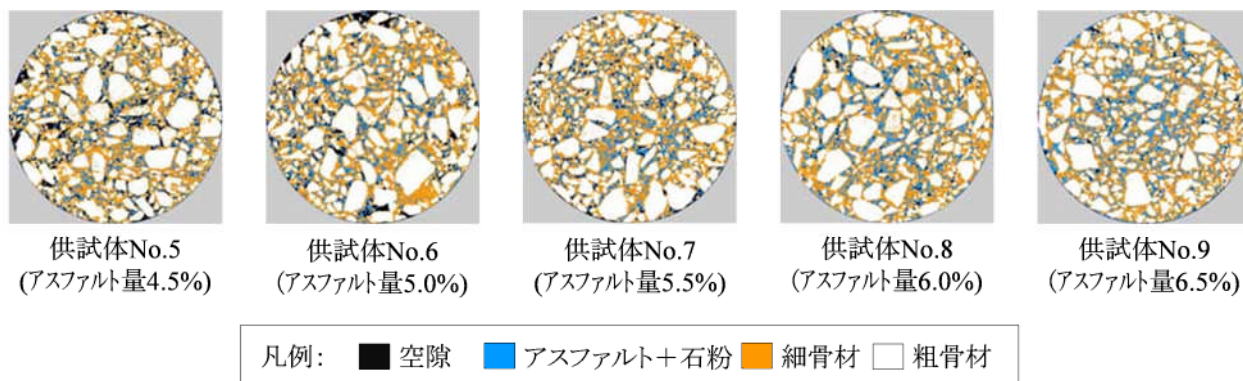 供試体No.5
(アスファルト量4.5%)
供試体No.6
(アスファルト量5.0%)
供試体No.7
(アスファルト量5.5%)
供試体No.8
(アスファルト量6.0%)
供試体No.9
(アスファルト量6.5%)
凡例: 空隙 アスファルト＋石粉 細骨材 粗骨材